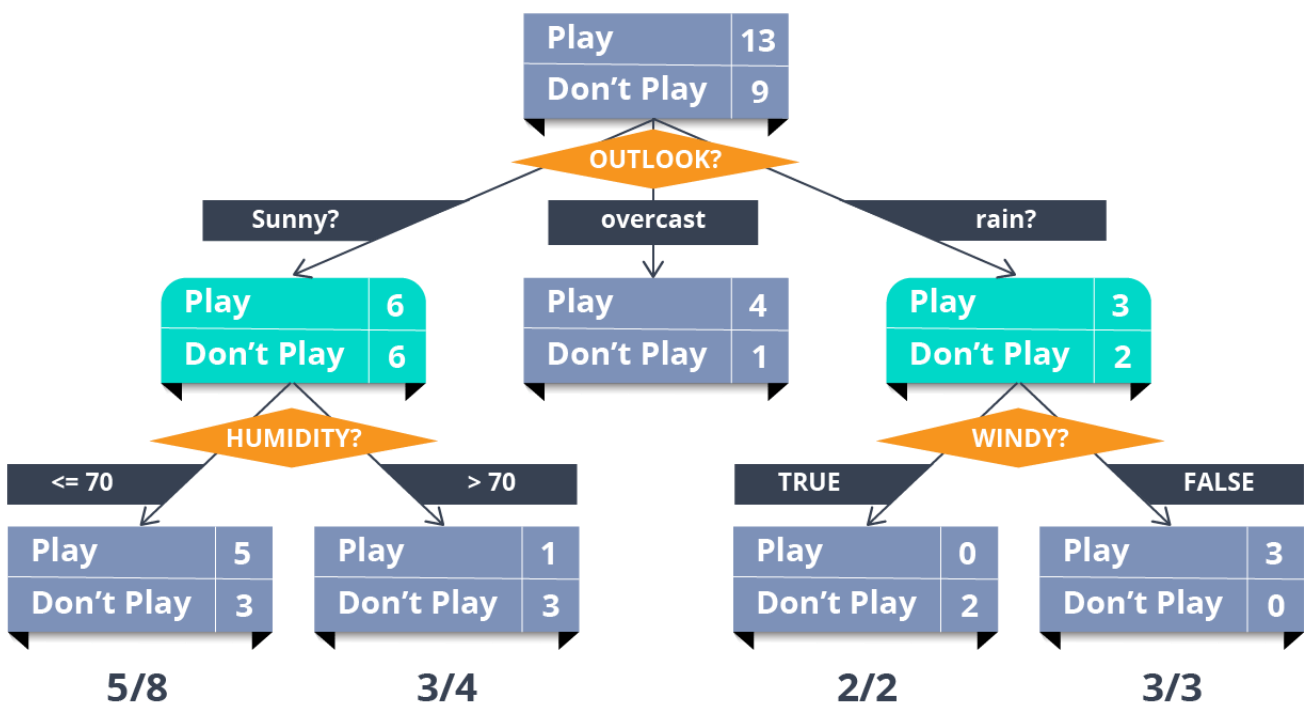 Play 13
Don’t Play 9
OUTLOOK?
Sunny?
overcast
rain?
Play 6
Don’t Play 6
Play 4
Don’t Play 1
Play 3
Don’t Play 2
HUMIDITY?
WINDY?
<= 70
> 70
TRUE
FALSE
Play 5
Don’t Play 3
Play 1
Don’t Play 3
Play 0
Don’t Play 2
Play 3
Don’t Play 0
5/8
3/4
2/2
3/3